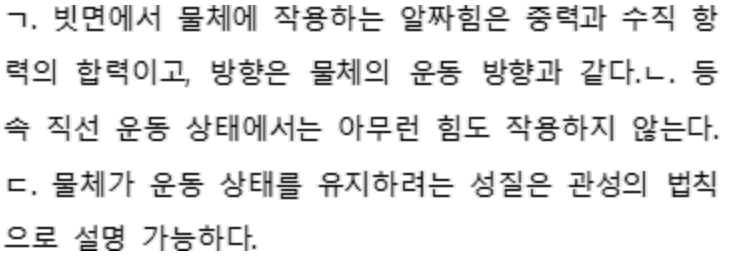 ㄱ. 빗면에서 물체에 작용하는 알짜힘은 중력과 수직 항
력의 합력이고, 방향은 물체의 운동 방향과 같다.ㄴ. 등
속 직선 운동 상태에서는 아무런 힘도 작용하지 않는다.
ㄷ. 물체가 운동 상태를 유지하려는 성질은 관성의 법칙
으로 설명 가능하다.